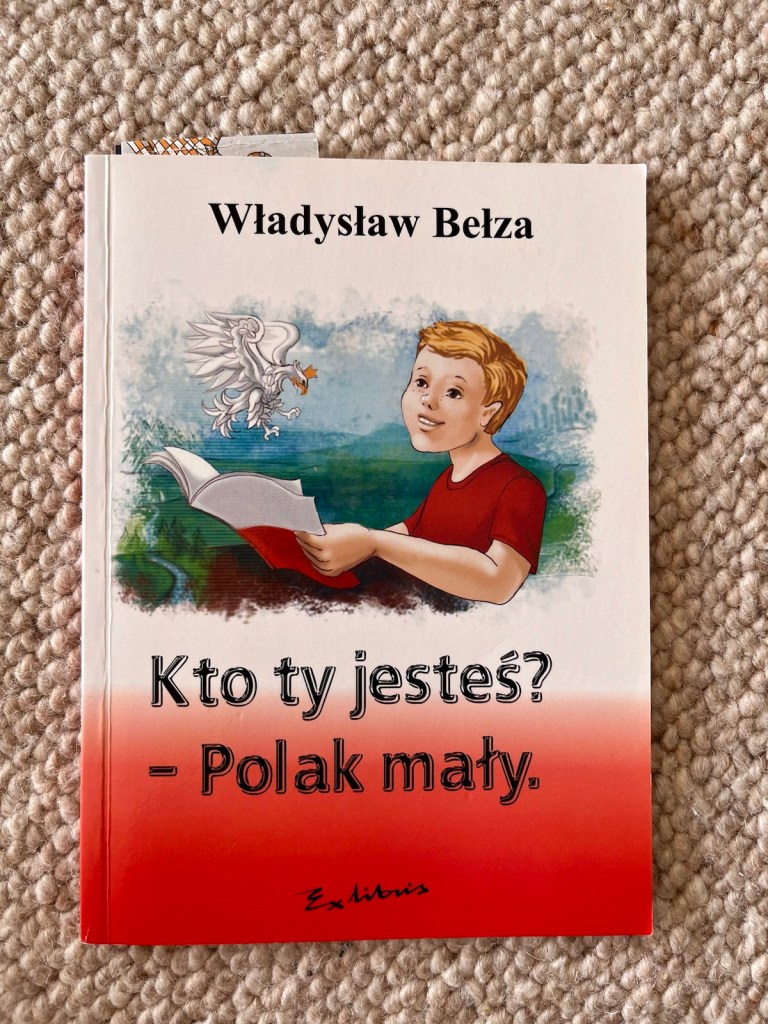 Władysław Bełza
Kto ty jesteś?
– Polak mały.
Exlibris